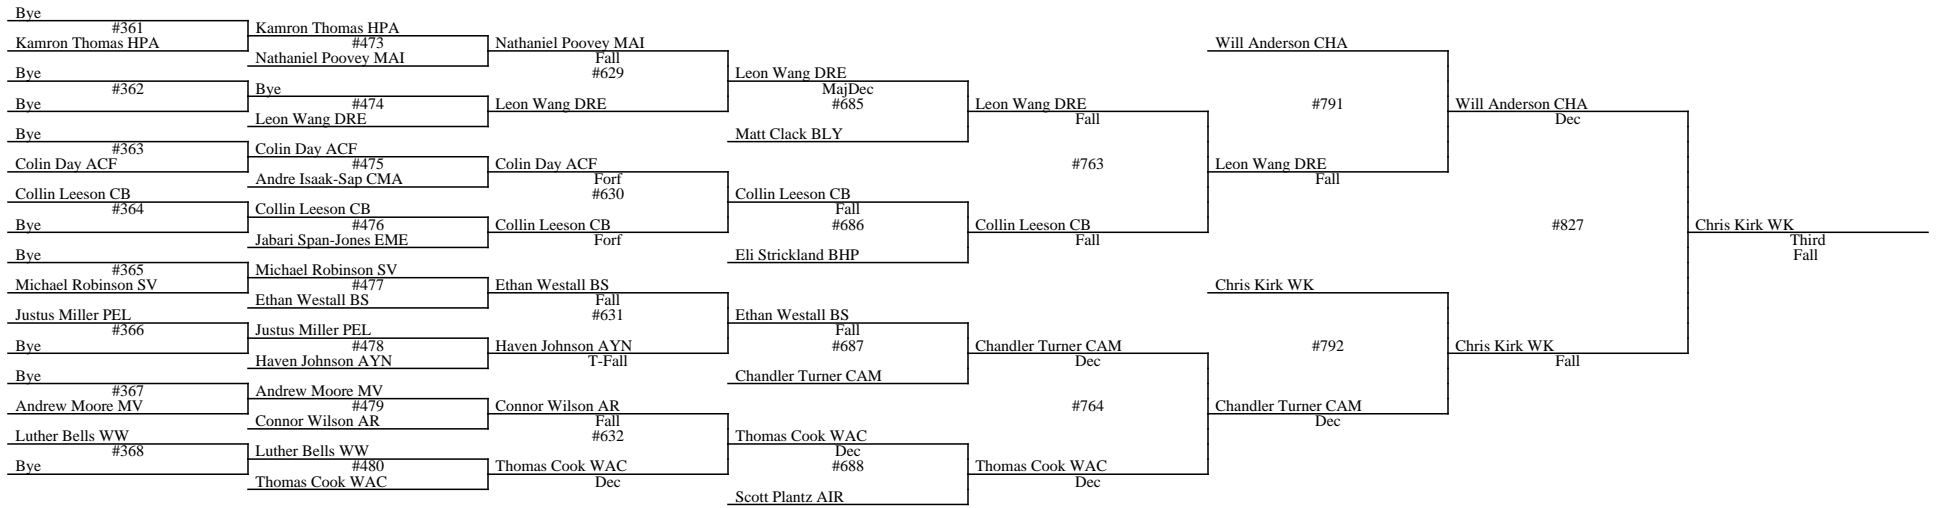 Bye
#361
Kamron Thomas HPA
Bye
#362
Bye
Bye
#363
Colin Day ACF
Collin Leeson CB
#364
Bye
Bye
#365
Michael Robinson SV
Justus Miller PEL
#366
Bye
Bye
#367
Andrew Moore MV
Luther Bells WW
#368
Bye
Kamron Thomas HPA
#473
Nathaniel Poovey MAI
Bye
#474
Leon Wang DRE
Colin Day ACF
#475
Andre Isaak-Sap CMA
Collin Leeson CB
#476
Jabari Span-Jones EME
Michael Robinson SV
#477
Ethan Westall BS
Justus Miller PEL
#478
Haven Johnson AYN
Andrew Moore MV
#479
Connor Wilson AR
Luther Bells WW
#480
Thomas Cook WAC
Nathaniel Poovey MAI
Fall
#629
Leon Wang DRE
Colin Day ACF
Forf
#630
Collin Leeson CB
Forf
Ethan Westall BS
Fall
#631
Haven Johnson AYN
T-Fall
Connor Wilson AR
Fall
#632
Thomas Cook WAC
Dec
Leon Wang DRE
MajDec
#685
Matt Clack BLY
Collin Leeson CB
Fall
#686
Eli Strickland BHP
Ethan Westall BS
Fall
#687
Chandler Turner CAM
Thomas Cook WAC
Dec
#688
Scott Plantz AIR
Leon Wang DRE
Fall
#763
Collin Leeson CB
Fall
Chandler Turner CAM
Dec
#764
Thomas Cook WAC
Dec
Will Anderson CHA
#791
Leon Wang DRE
Fall
Chris Kirk WK
#792
Chandler Turner CAM
Dec
Will Anderson CHA
Dec
#827
Chris Kirk WK
Fall
Chris Kirk WK
Third
Fall